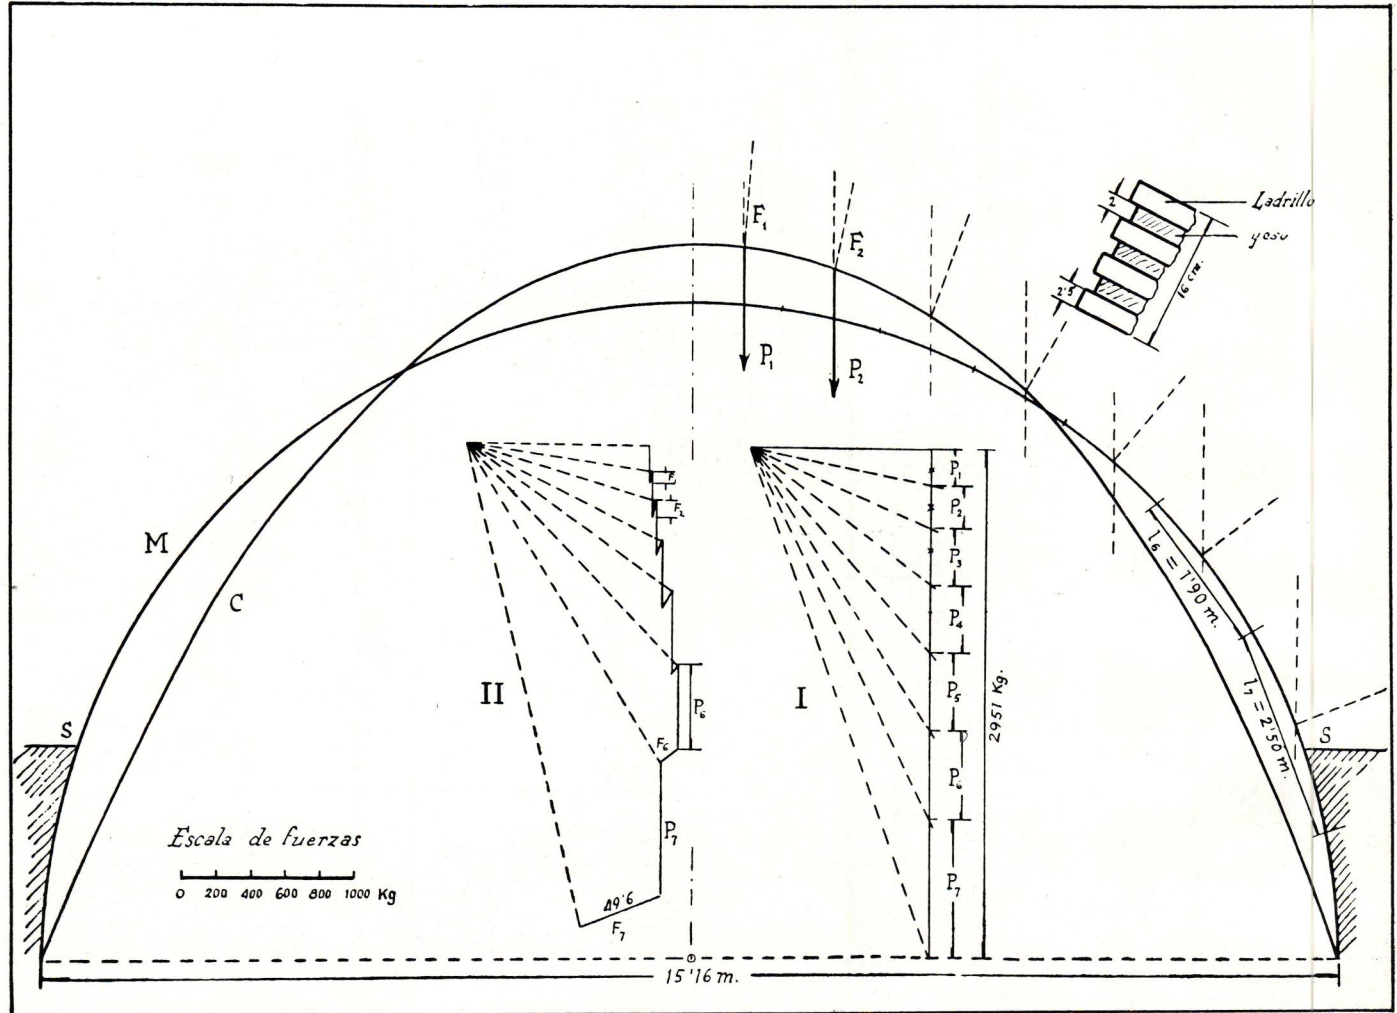 Ladrillo
yeso
2
2'5
16 cm.
F₁
F₂
P₁
P₂
M
C
S
S
l₆ = 1'90 m.
l₇ = 2'50 m.
II
F₁
F₂
P₆
F₆
P₇
Δ9'6
F₇
I
P₁
P₂
P₃
P₄
P₅
P₆
P₇
2951 Kg.
Escala de fuerzas
0 200 400 600 800 1000 Kg
15'16 m.